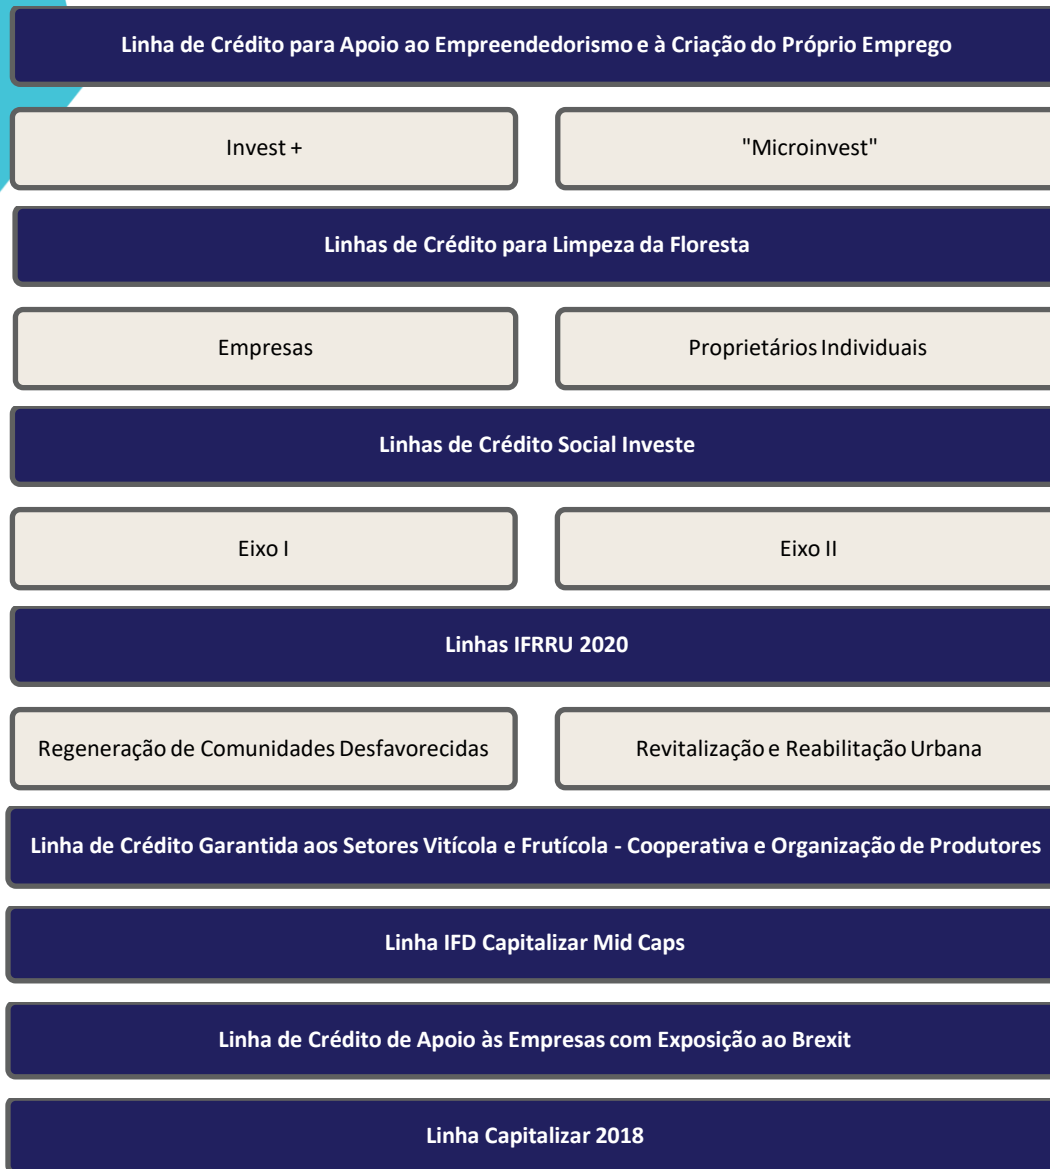 Linha de Crédito para Apoio ao Empreendedorismo e à Criação do Próprio Emprego
Invest +
"Microinvest"
Linhas de Crédito para Limpeza da Floresta
Empresas
Proprietários Individuais
Linhas de Crédito Social Investe
Eixo I
Eixo II
Linhas IFRRU 2020
Regeneração de Comunidades Desfavorecidas
Revitalização e Reabilitação Urbana
Linha de Crédito Garantida aos Setores Vitícola e Frutícola - Cooperativa e Organização de Produtores
Linha IFD Capitalizar Mid Caps
Linha de Crédito de Apoio às Empresas com Exposição ao Brexit
Linha Capitalizar 2018